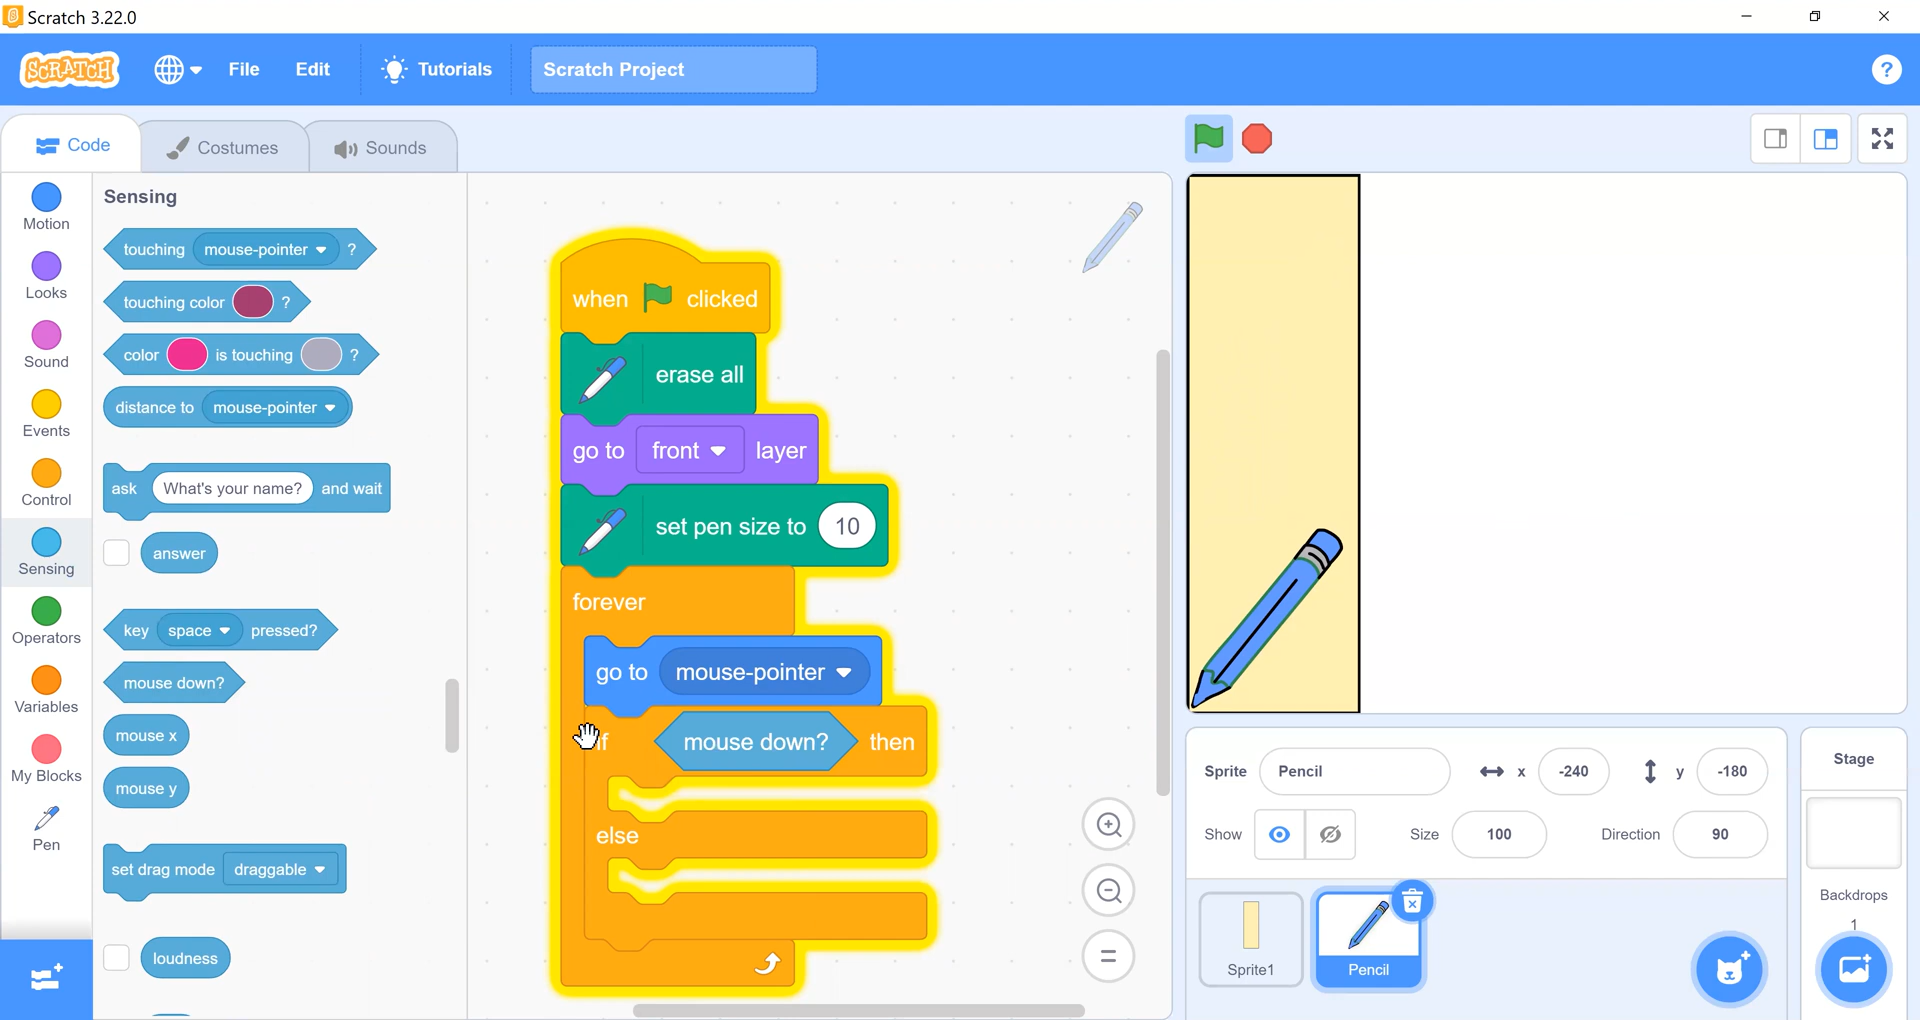 Scratch 3.22.0
SCRATCH File Edit Tutorials Scratch Project ?
Code Costumes Sounds
Motion
Looks
Sound
Events
Control
Sensing
Operators
Variables
My Blocks
Pen
Sensing
touching mouse-pointer ?
touching color ?
color is touching ?
distance to mouse-pointer
ask What's your name? and wait
answer
key space pressed?
mouse down?
mouse x
mouse y
set drag mode draggable
loudness
when clicked
erase all
go to front layer
set pen size to 10
forever
go to mouse-pointer
if mouse down? then
else
Sprite Pencil x -240 y -180
Show Size 100 Direction 90
Sprite1
Pencil
Stage
Backdrops
1